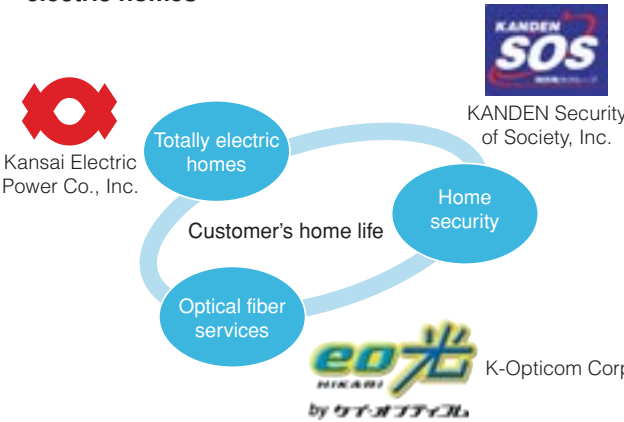 electric homes
KANDEN
SOS
KANDEN Security
of Society, Inc.
Kansai Electric
Power Co., Inc.
Totally electric
homes
Home
security
Customer's home life
Optical fiber
services
eo光
HIKARI
by ケイ・オプティコム
K-Opticom Corp